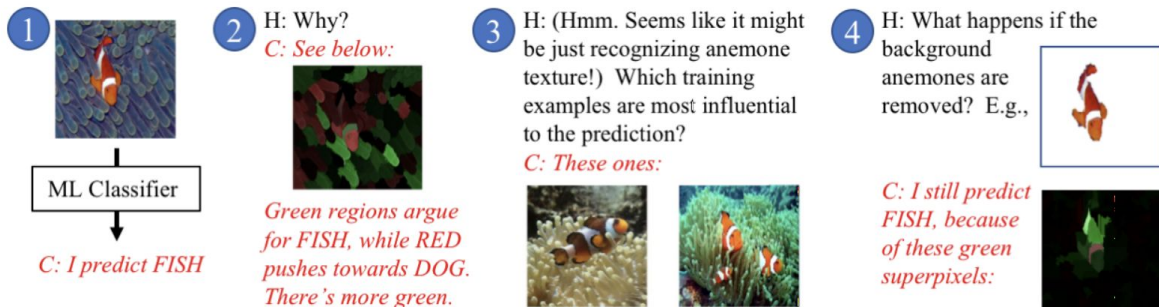 1
ML Classifier
C: I predict FISH
2
H: Why?
C: See below:
Green regions argue
for FISH, while RED
pushes towards DOG.
There's more green.
3
H: (Hmm. Seems like it might
be just recognizing anemone
texture!) Which training
examples are most influential
to the prediction?
C: These ones:
4
H: What happens if the
background
anemones are
removed? E.g.,
C: I still predict
FISH, because
of these green
superpixels: